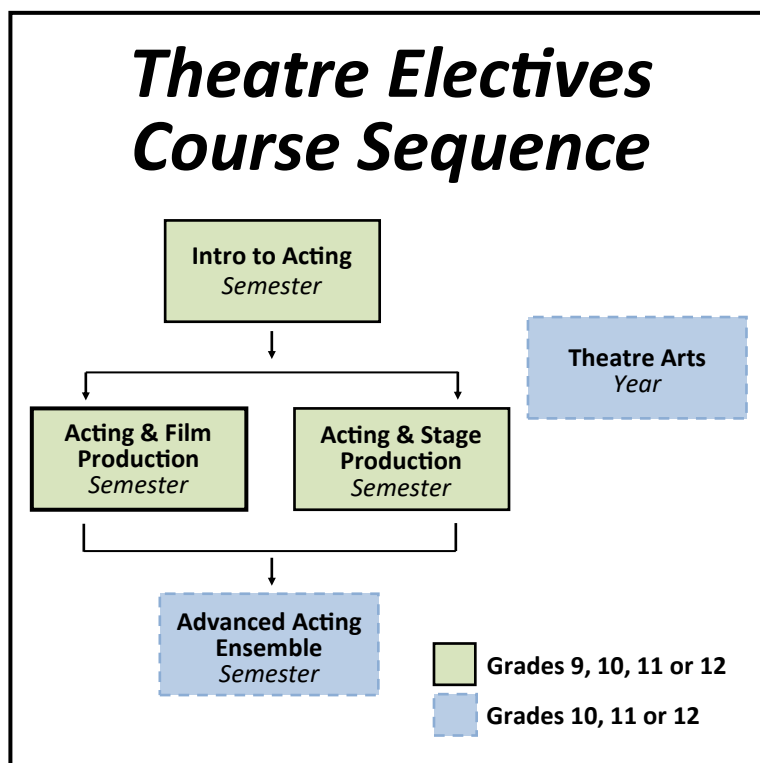 Theatre Electives
Course Sequence
Intro to Acting
Semester
Theatre Arts
Year
Acting & Film
Production
Semester
Acting & Stage
Production
Semester
Advanced Acting
Ensemble
Semester
Grades 9, 10, 11 or 12
Grades 10, 11 or 12